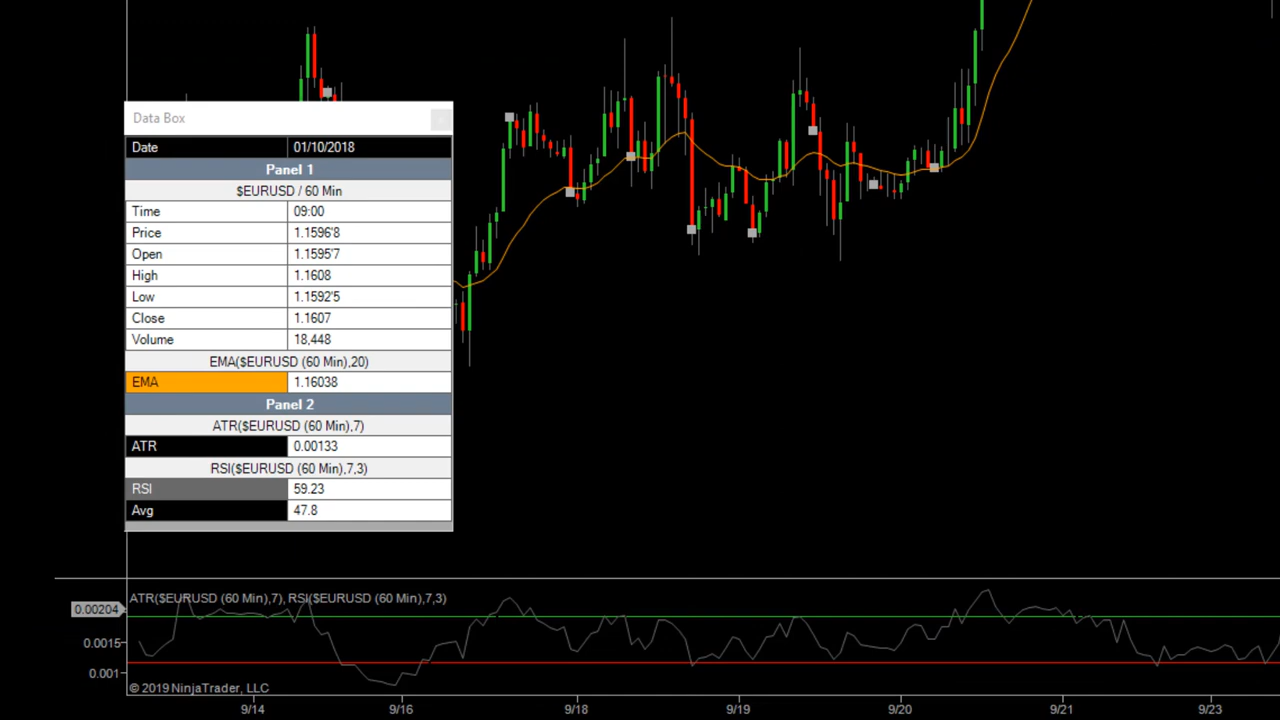 Data Box
Date 01/10/2018
Panel 1
$EURUSD / 60 Min
Time 09:00
Price 1.1596'8
Open 1.1595'7
High 1.1608
Low 1.1592'5
Close 1.1607
Volume 18,448
EMA($EURUSD (60 Min),20)
EMA 1.16038
Panel 2
ATR($EURUSD (60 Min),7)
ATR 0.00133
RSI($EURUSD (60 Min),7,3)
RSI 59.23
Avg 47.8
ATR($EURUSD (60 Min),7), RSI($EURUSD (60 Min),7,3)
0.00204
0.0015
0.001
© 2019 NinjaTrader, LLC
9/14 9/16 9/18 9/19 9/20 9/21 9/23